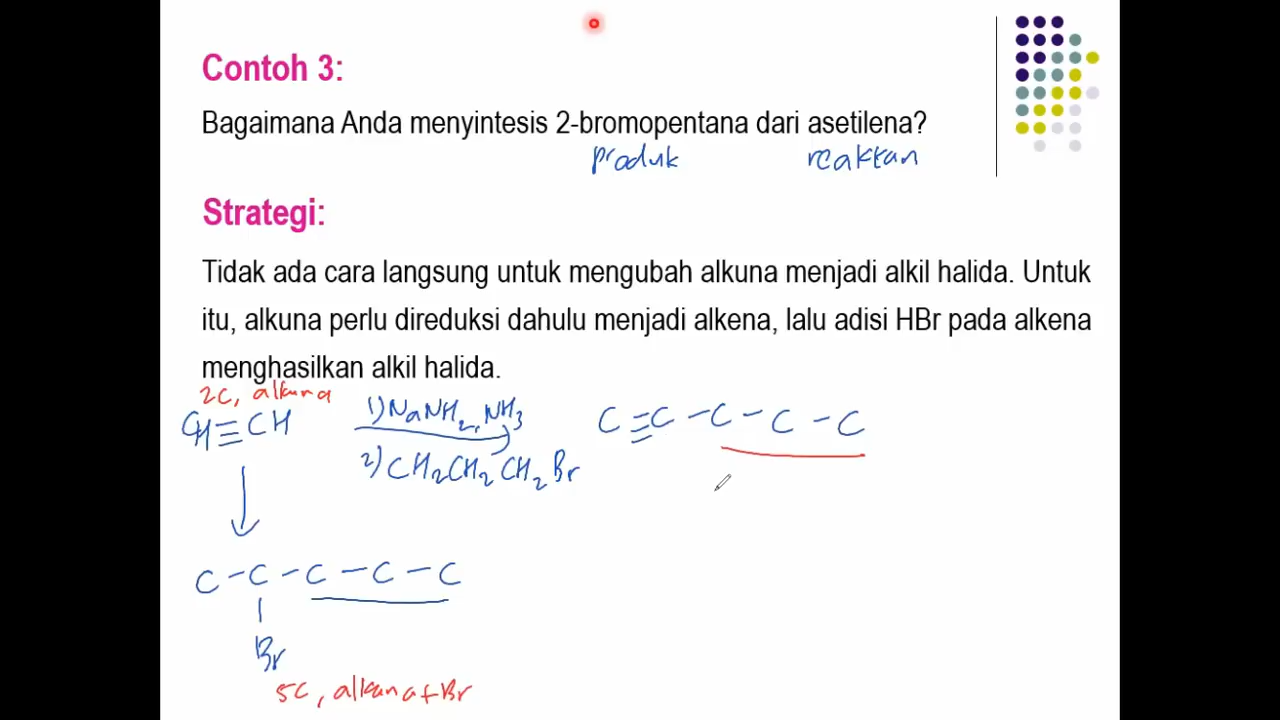 Contoh 3:
Bagaimana Anda menyintesis 2-bromopentana dari asetilena?
produk reaktan
Strategi:
Tidak ada cara langsung untuk mengubah alkuna menjadi alkil halida. Untuk
itu, alkuna perlu direduksi dahulu menjadi alkena, lalu adisi HBr pada alkena
menghasilkan alkil halida.
2C, alkuna
CH≡CH 1) NaNH2, NH3 C≡C-C-C-C
2) CH2CH2CH2Br
C-C-C-C-C
Br
5C, alkana+Br